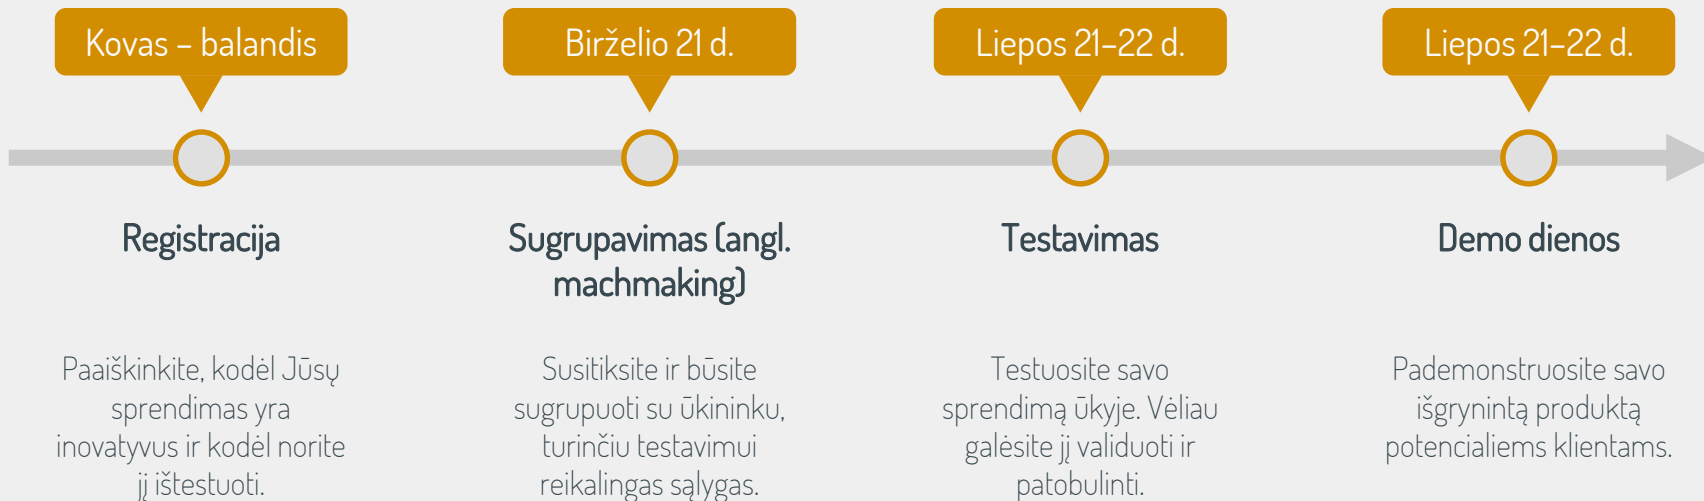 Kovas – balandis
Birželio 21 d.
Liepos 21–22 d.
Liepos 21–22 d.
Registracija
Sugrupavimas (angl.
machmaking)
Testavimas
Demo dienos
Paaiškinkite, kodėl Jūsų
sprendimas yra
inovatyvus ir kodėl norite
jį ištestuoti.
Susitiksite ir būsite
sugrupuoti su ūkininku,
turinčiu testavimui
reikalingas sąlygas.
Testuosite savo
sprendimą ūkyje. Vėliau
galėsite jį validuoti ir
patobulinti.
Pademonstruosite savo
išgrynintą produktą
potencialiems klientams.